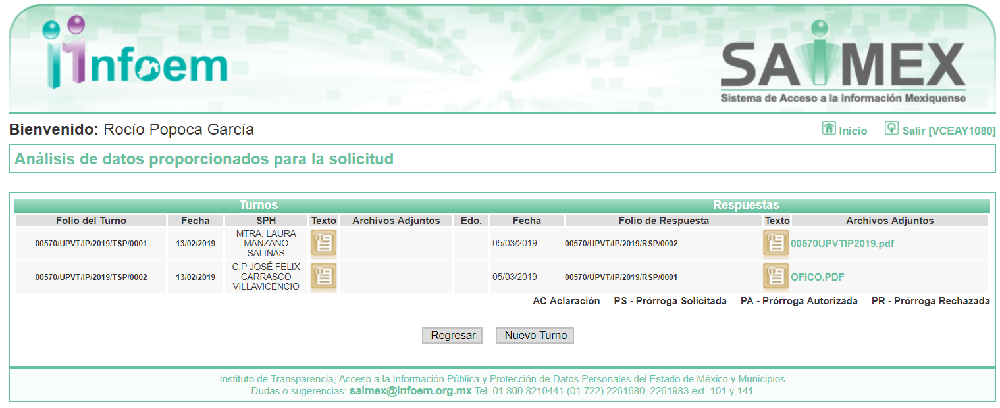 infoem
SAIMEX
Sistema de Acceso a la Información Mexiquense
Bienvenido: Rocío Popoca García
Inicio Salir [VCEAY1080]
Análisis de datos proporcionados para la solicitud
Turnos Respuestas
Folio del Turno Fecha SPH Texto Archivos Adjuntos Edo. Fecha Folio de Respuesta Texto Archivos Adjuntos
MTRA. LAURA
00570/UPVT/IP/2019/TSP/0001 13/02/2019 MANZANO 05/03/2019 00570/UPVT/IP/2019/RSP/0002 00570UPVTIP2019.pdf
SALINAS
C.P JOSÉ FELIX
00570/UPVT/IP/2019/TSP/0002 13/02/2019 CARRASCO 05/03/2019 00570/UPVT/IP/2019/RSP/0001 OFICO.PDF
VILLAVICENCIO
AC Aclaración PS - Prórroga Solicitada PA - Prórroga Autorizada PR - Prórroga Rechazada
Regresar Nuevo Turno
Instituto de Transparencia, Acceso a la Información Pública y Protección de Datos Personales del Estado de México y Municipios
Dudas o sugerencias: saimex@infoem.org.mx Tel. 01 800 8210441 (01 722) 2261680, 2261983 ext. 101 y 141